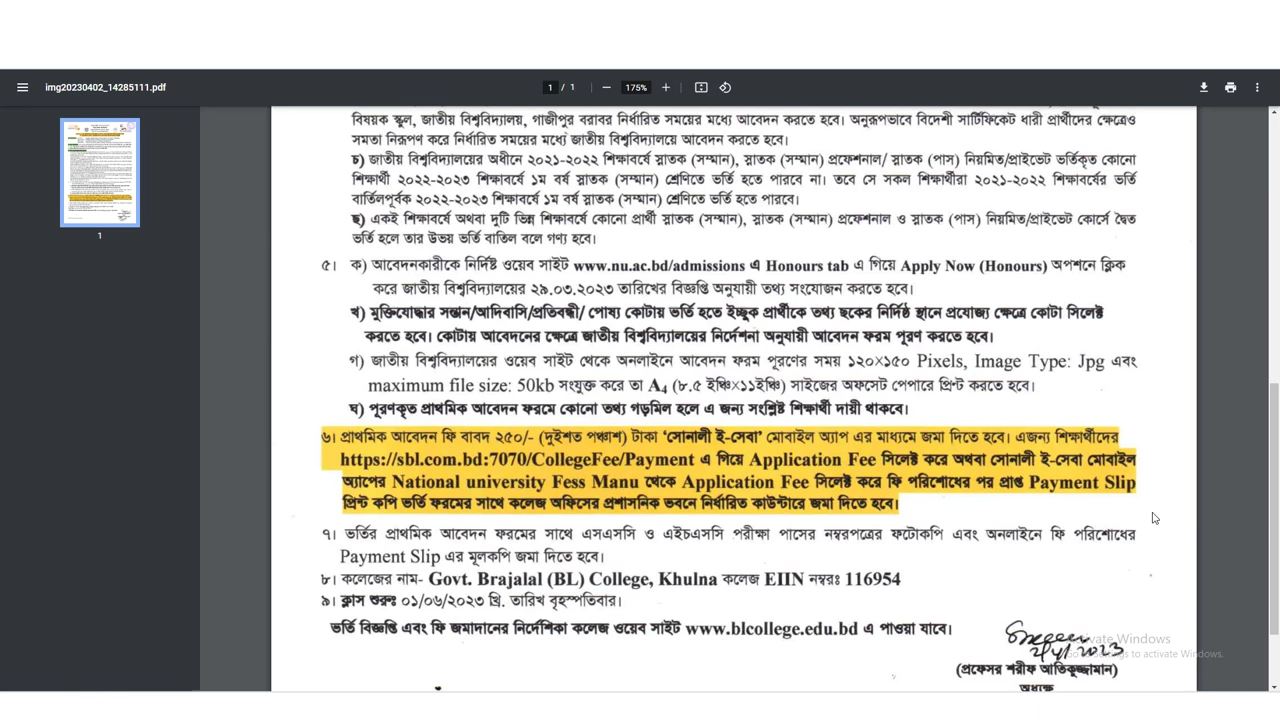 img20230402_14285111.pdf
1 / 1
175%
1
বিষয়ক স্কুল, জাতীয় বিশ্ববিদ্যালয়, গাজীপুর বরাবর নির্ধারিত সময়ের মধ্যে আবেদন করতে হবে। অনুরূপভাবে বিদেশী সার্টিফিকেট ধারী প্রার্থীদের ক্ষেত্রেও
সমতা নিরূপণ করে নির্ধারিত সময়ের মধ্যে জাতীয় বিশ্ববিদ্যালয়ে আবেদন করতে হবে।
চ) জাতীয় বিশ্ববিদ্যালয়ের অধীনে ২০২১-২০২২ শিক্ষাবর্ষে স্নাতক (সম্মান), স্নাতক (সম্মান) প্রফেশনাল/ স্নাতক (পাস) নিয়মিত/প্রাইভেট ভর্তিকৃত কোনো
শিক্ষার্থী ২০২২-২০২৩ শিক্ষাবর্ষে ১ম বর্ষ স্নাতক (সম্মান) শ্রেণিতে ভর্তি হতে পারবে না। তবে সে সকল শিক্ষার্থীরা ২০২১-২০২২ শিক্ষাবর্ষের ভর্তি
বাতিলপূর্বক ২০২২-২০২৩ শিক্ষাবর্ষে ১ম বর্ষ স্নাতক (সম্মান) শ্রেণিতে ভর্তি হতে পারবে।
ছ) একই শিক্ষাবর্ষে অথবা দুটি ভিন্ন শিক্ষাবর্ষে কোনো প্রার্থী স্নাতক (সম্মান), স্নাতক (সম্মান) প্রফেশনাল ও স্নাতক (পাস) নিয়মিত/প্রাইভেট কোর্সে দ্বৈত
ভর্তি হলে তার উভয় ভর্তি বাতিল বলে গণ্য হবে।
৫। ক) আবেদনকারীকে নির্দিষ্ট ওয়েব সাইট www.nu.ac.bd/admissions এ Honours tab এ গিয়ে Apply Now (Honours) অপশনে ক্লিক
করে জাতীয় বিশ্ববিদ্যালয়ের ২৯.০৩.২০২৩ তারিখের বিজ্ঞপ্তি অনুযায়ী তথ্য সংযোজন করতে হবে।
খ) মুক্তিযোদ্ধার সন্তান/আদিবাসি/প্রতিবন্ধী/ পোষ্য কোটায় ভর্তি হতে ইচ্ছুক প্রার্থীকে তথ্য ছকের নির্দিষ্ঠ স্থানে প্রযোজ্য ক্ষেত্রে কোটা সিলেক্ট
করতে হবে। কোটায় আবেদনের ক্ষেত্রে জাতীয় বিশ্ববিদ্যালয়ের নির্দেশনা অনুযায়ী আবেদন ফরম পূরণ করতে হবে।
গ) জাতীয় বিশ্ববিদ্যালয়ের ওয়েব সাইট থেকে অনলাইনে আবেদন ফরম পূরণের সময় ১২০×১৫০ Pixels, Image Type: Jpg এবং
maximum file size: 50kb সংযুক্ত করে তা A4 (৮.৫ ইঞ্চি×১১ইঞ্চি) সাইজের অফসেট পেপারে প্রিন্ট করতে হবে।
ঘ) পূরণকৃত প্রাথমিক আবেদন ফরমে কোনো তথ্য গড়মিল হলে এ জন্য সংশ্লিষ্ট শিক্ষার্থী দায়ী থাকবে।
৬। প্রাথমিক আবেদন ফি বাবদ ২৫০/- (দুইশত পঞ্চাশ) টাকা ‘সোনালী ই-সেবা’ মোবাইল অ্যাপ এর মাধ্যমে জমা দিতে হবে। এজন্য শিক্ষার্থীদের
https://sbl.com.bd:7070/CollegeFee/Payment এ গিয়ে Application Fee সিলেক্ট করে অথবা সোনালী ই-সেবা মোবাইল
অ্যাপের National university Fess Manu থেকে Application Fee সিলেক্ট করে ফি পরিশোধের পর প্রাপ্ত Payment Slip
প্রিন্ট কপি ভর্তি ফরমের সাথে কলেজ অফিসের প্রশাসনিক ভবনে নির্ধারিত কাউন্টারে জমা দিতে হবে।
৭। ভর্তির প্রাথমিক আবেদন ফরমের সাথে এসএসসি ও এইচএসসি পরীক্ষা পাসের নম্বরপত্রের ফটোকপি এবং অনলাইনে ফি পরিশোধের
Payment Slip এর মূলকপি জমা দিতে হবে।
৮। কলেজের নাম- Govt. Brajalal (BL) College, Khulna কলেজ EIIN নম্বরঃ 116954
৯। ক্লাস শুরুঃ ০১/০৬/২০২৩ খ্রি. তারিখ বৃহস্পতিবার।
ভর্তি বিজ্ঞপ্তি এবং ফি জমাদানের নির্দেশিকা কলেজ ওয়েব সাইট www.blcollege.edu.bd এ পাওয়া যাবে।
Activate Windows
Go to Settings to activate Windows.
(প্রফেসর শরীফ আতিকুজ্জামান)
অধ্যক্ষ